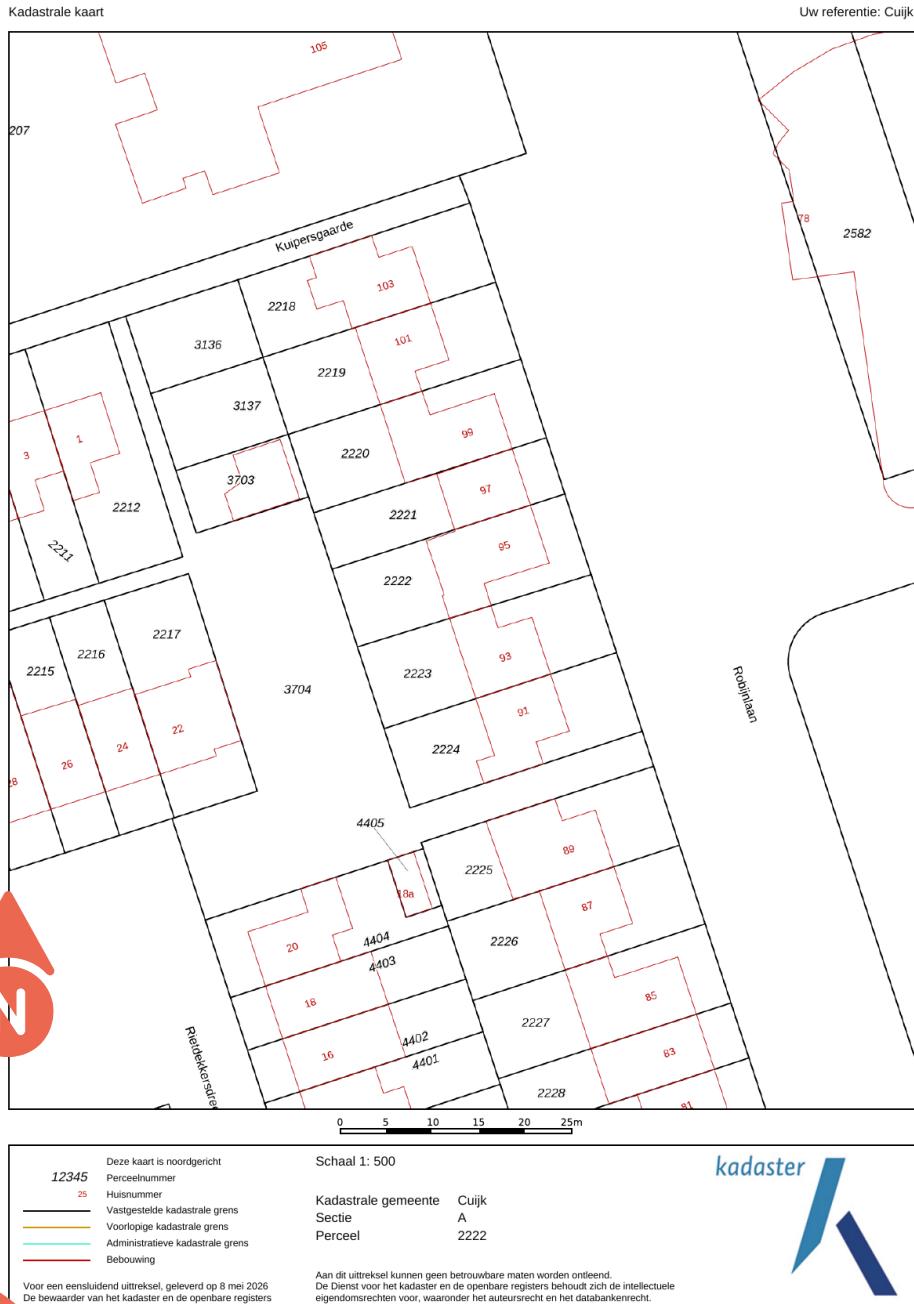 Kadastrale kaart
Uw referentie: Cuijk
105
207
78
2582
Kuipersgaarde
103
2218
101
3136
2219
3137
99
1
3
2220
3703
97
2212
2221
2211
95
2222
2217
2216
2215
93
2223
3704
Robijnlaan
91
22
24
2224
26
28
4405
89
2225
18a
87
4404
2226
20
4403
85
18
2227
4402
83
16
4401
Rietdekkersdree
2228
81
N
0 5 10 15 20 25m
Deze kaart is noordgericht
12345 Perceelnummer
25 Huisnummer
Vastgestelde kadastrale grens
Voorlopige kadastrale grens
Administratieve kadastrale grens
Bebouwing
Voor een eensluidend uittreksel, geleverd op 8 mei 2026
De bewaarder van het kadaster en de openbare registers
Schaal 1: 500
Kadastrale gemeente Cuijk
Sectie A
Perceel 2222
Aan dit uittreksel kunnen geen betrouwbare maten worden ontleend.
De Dienst voor het kadaster en de openbare registers behoudt zich de intellectuele
eigendomsrechten voor, waaronder het auteursrecht en het databankenrecht.
kadaster